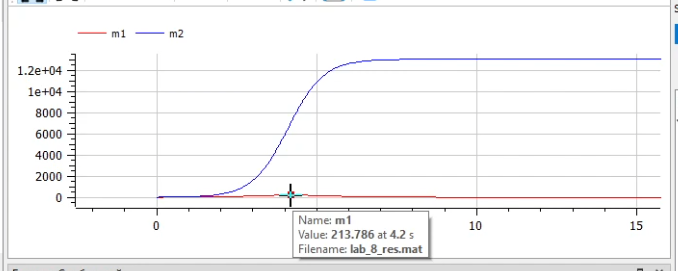 m1 m2
1.2e+04
1e+04
8000
6000
4000
2000
0
0 10 15
Name: m1
Value: 213.786 at 4.2 s
Filename: lab_8_res.mat